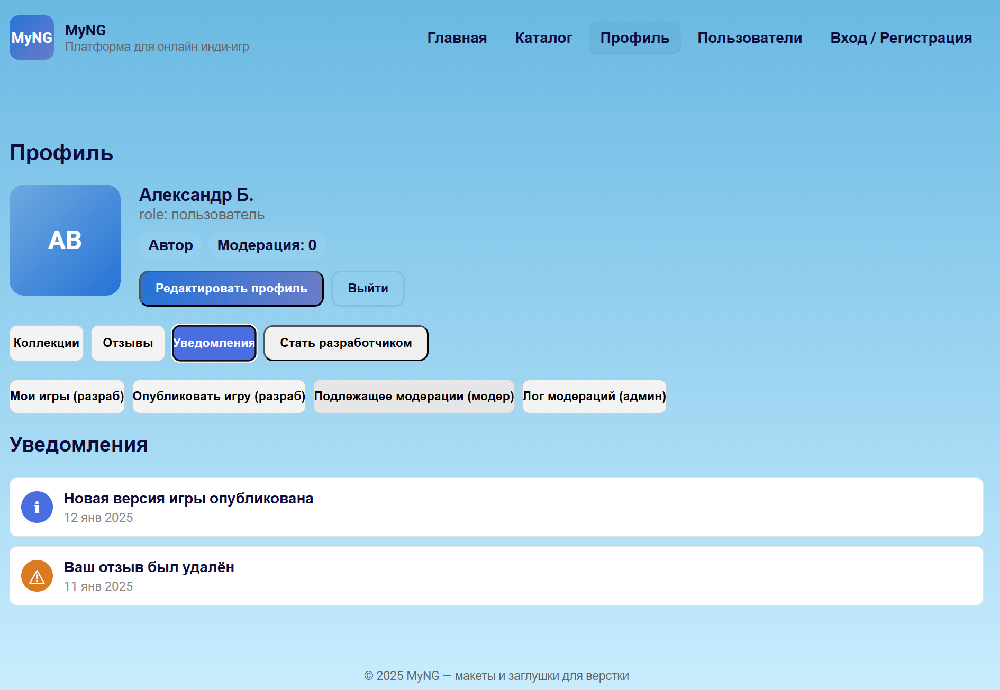 MyNG
MyNG
Платформа для онлайн инди-игр
Главная Каталог Профиль Пользователи Вход / Регистрация
Профиль
AB
Александр Б.
role: пользователь
Автор Модерация: 0
Редактировать профиль Выйти
Коллекции Отзывы Уведомления Стать разработчиком
Мои игры (разраб) Опубликовать игру (разраб) Подлежащее модерации (модер) Лог модераций (админ)
Уведомления
Новая версия игры опубликована
12 янв 2025
Ваш отзыв был удалён
11 янв 2025
© 2025 MyNG — макеты и заглушки для верстки